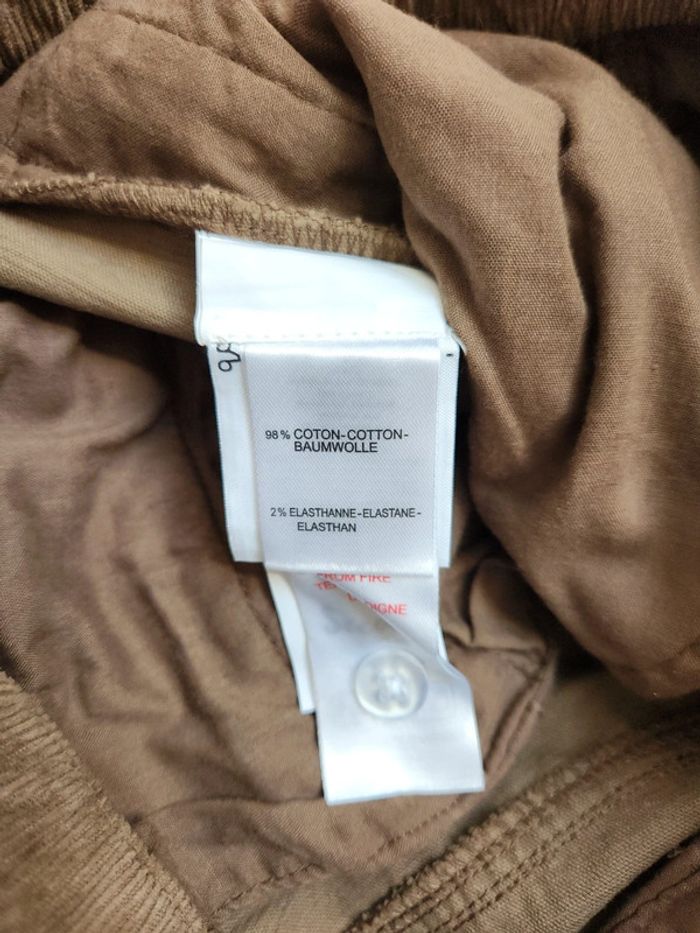 98% COTON-COTTON-
BAUMWOLLE
2% ELASTHANNE-ELASTANE-
ELASTHAN
FROM FIRE